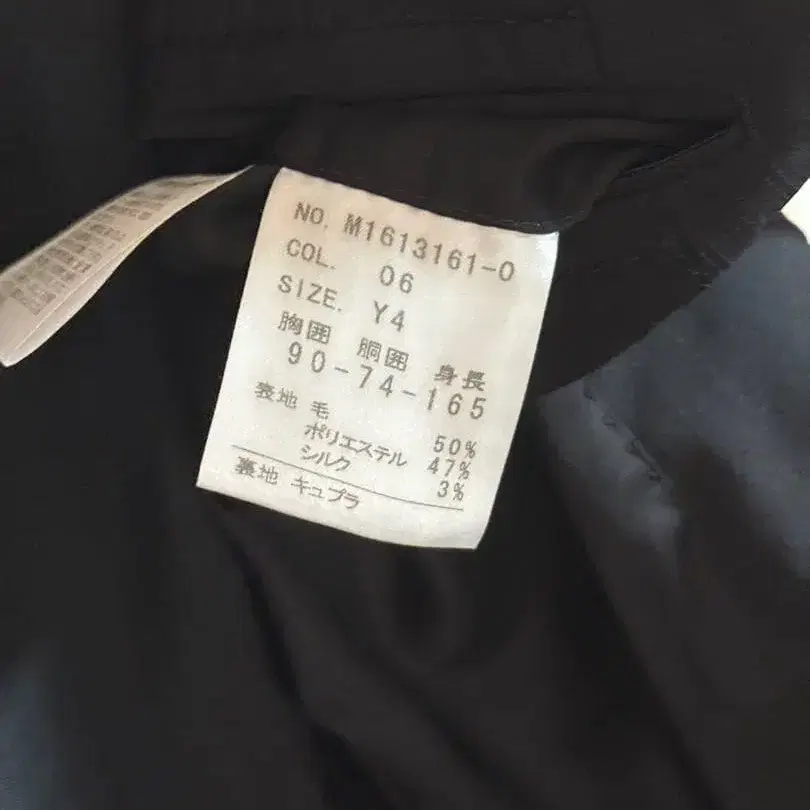 NO. M1613161-0
COL. 06
SIZE. Y4
胸囲 胴囲 身長
90-74-165
表地 毛 50%
ポリエステル 47%
シルク 3%
裏地 キュプラ